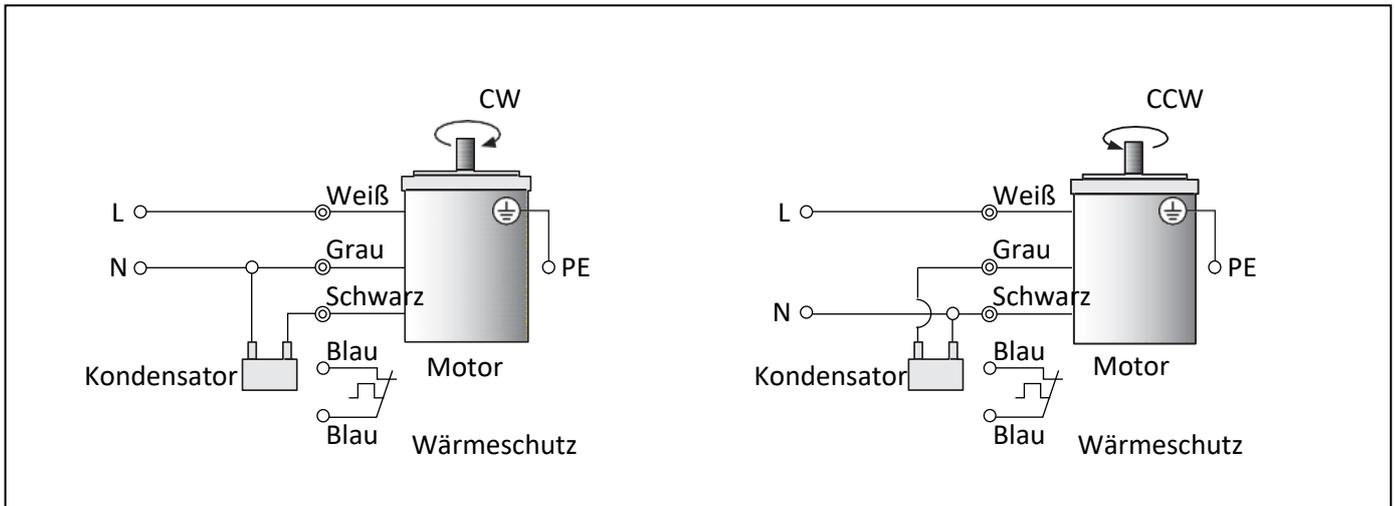 CW
L
Weiß
N
Grau
PE
Schwarz
Kondensator
Blau
Motor
Blau
Wärmeschutz
CCW
L
Weiß
Grau
PE
N
Schwarz
Kondensator
Blau
Motor
Blau
Wärmeschutz